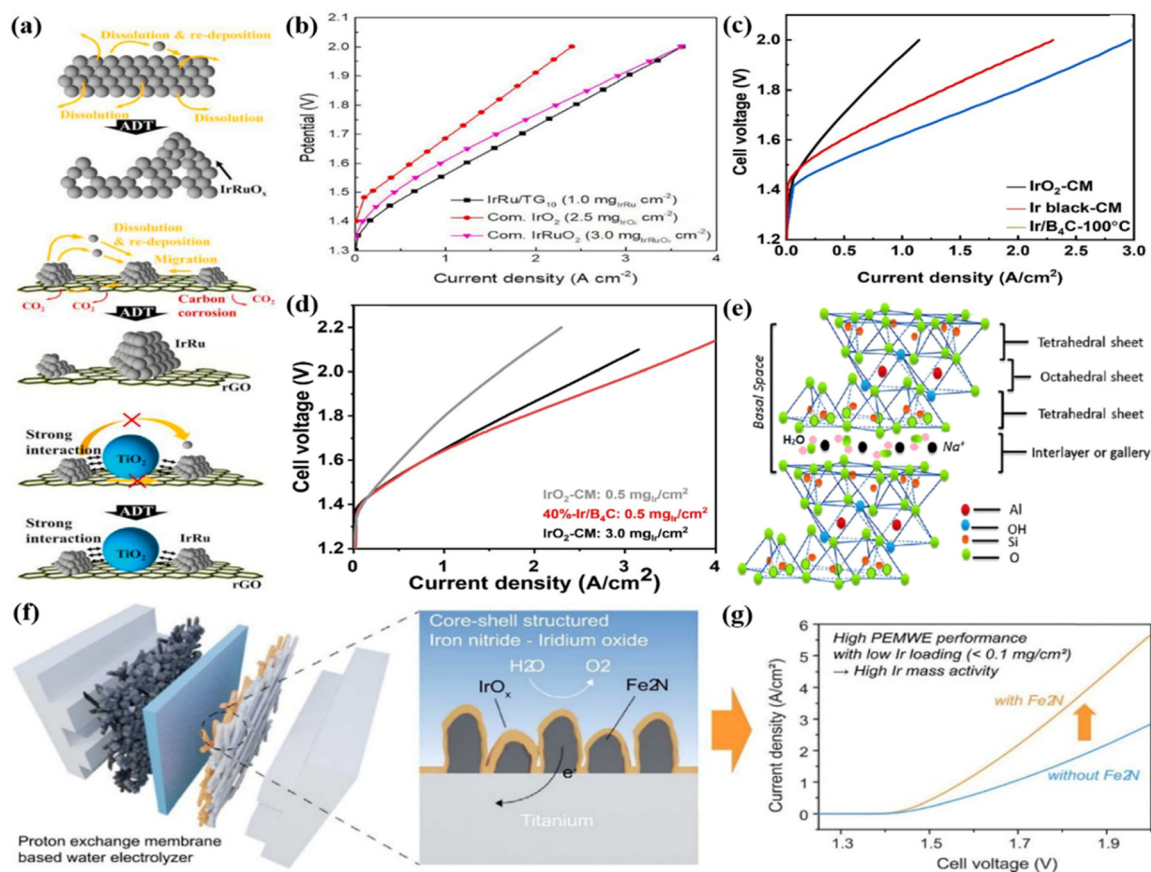 (a)
Dissolution & re-deposition
Dissolution
Dissolution
ADT
IrRuOx
Dissolution
& re-deposition
Migration
CO2
CO2
Carbon
corrosion
CO2
ADT
IrRu
rGO
Strong
interaction
TiO2
ADT
Strong
interaction
TiO2
IrRu
rGO
(b)
Potential (V)
2.1
2.0
1.9
1.8
1.7
1.6
1.5
1.4
1.3
IrRu/TG10 (1.0 mgIrRu cm-2)
Com. IrO2 (2.5 mgIrO2 cm-2)
Com. IrRuO2 (3.0 mgIrRuO2 cm-2)
0 1 2 3 4
Current density (A cm-2)
(c)
Cell voltage (V)
2.0
1.8
1.6
1.4
1.2
IrO2-CM
Ir black-CM
Ir/B4C-100°C
0.0 0.5 1.0 1.5 2.0 2.5 3.0
Current density (A/cm2)
(d)
Cell voltage (V)
2.2
2.0
1.8
1.6
1.4
1.2
IrO2-CM: 0.5 mgIr/cm2
40%-Ir/B4C: 0.5 mgIr/cm2
IrO2-CM: 3.0 mgIr/cm2
0 1 2 3 4
Current density (A/cm2)
(e)
Basal Space
Tetrahedral sheet
Octahedral sheet
Tetrahedral sheet
H2O
Na+
Interlayer or gallery
Al
OH
Si
O
(f)
Proton exchange membrane
based water electrolyzer
Core-shell structured
Iron nitride - Iridium oxide
H2O
O2
IrOx
Fe2N
e-
Titanium
(g)
Current density (A/cm²)
6
5
4
3
2
1
0
High PEMWE performance
with low Ir loading (< 0.1 mg/cm²)
→ High Ir mass activity
with Fe2N
without Fe2N
1.3 1.5 1.7 1.9
Cell voltage (V)